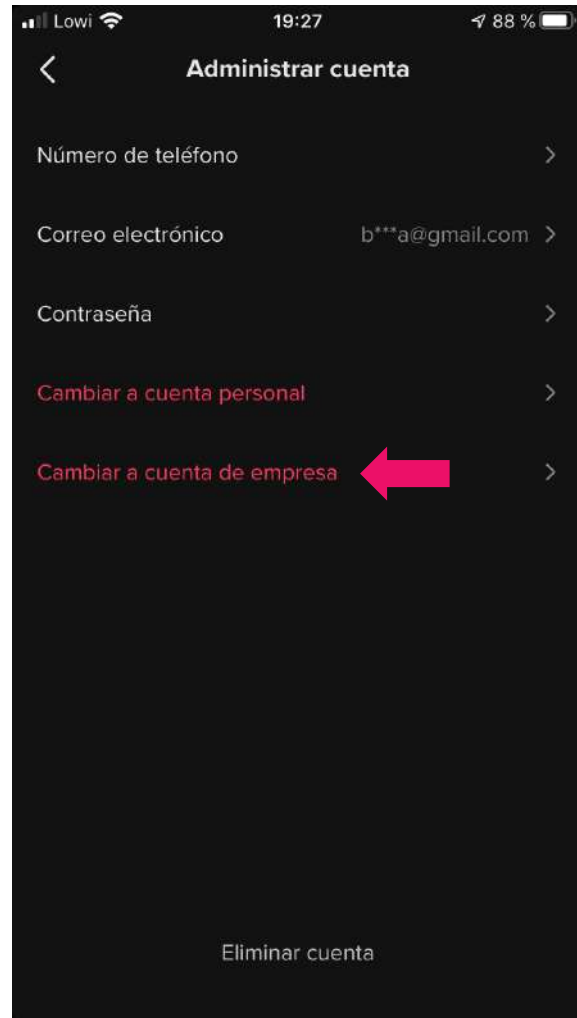 Lowi 19:27 88 %
Administrar cuenta
Número de teléfono
Correo electrónico b***a@gmail.com
Contraseña
Cambiar a cuenta personal
Cambiar a cuenta de empresa
Eliminar cuenta